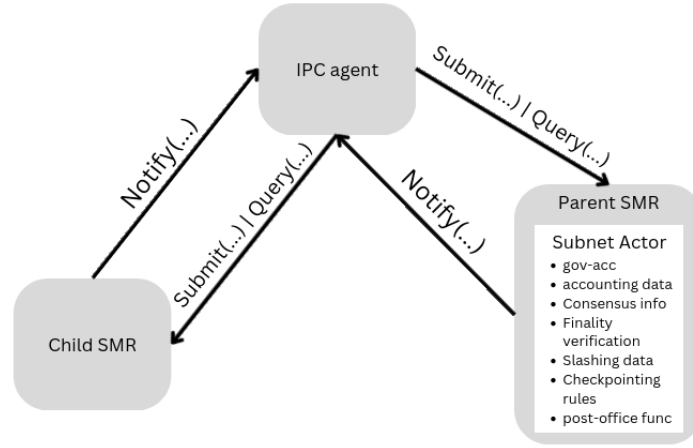 IPC agent
Submit(...) | Query(...)
Notify(...)
Submit(...) | Query(...)
Notify(...)
Parent SMR
Subnet Actor
• gov-acc
• accounting data
• Consensus info
• Finality
verification
• Slashing data
• Checkpointing
rules
• post-office func
Child SMR